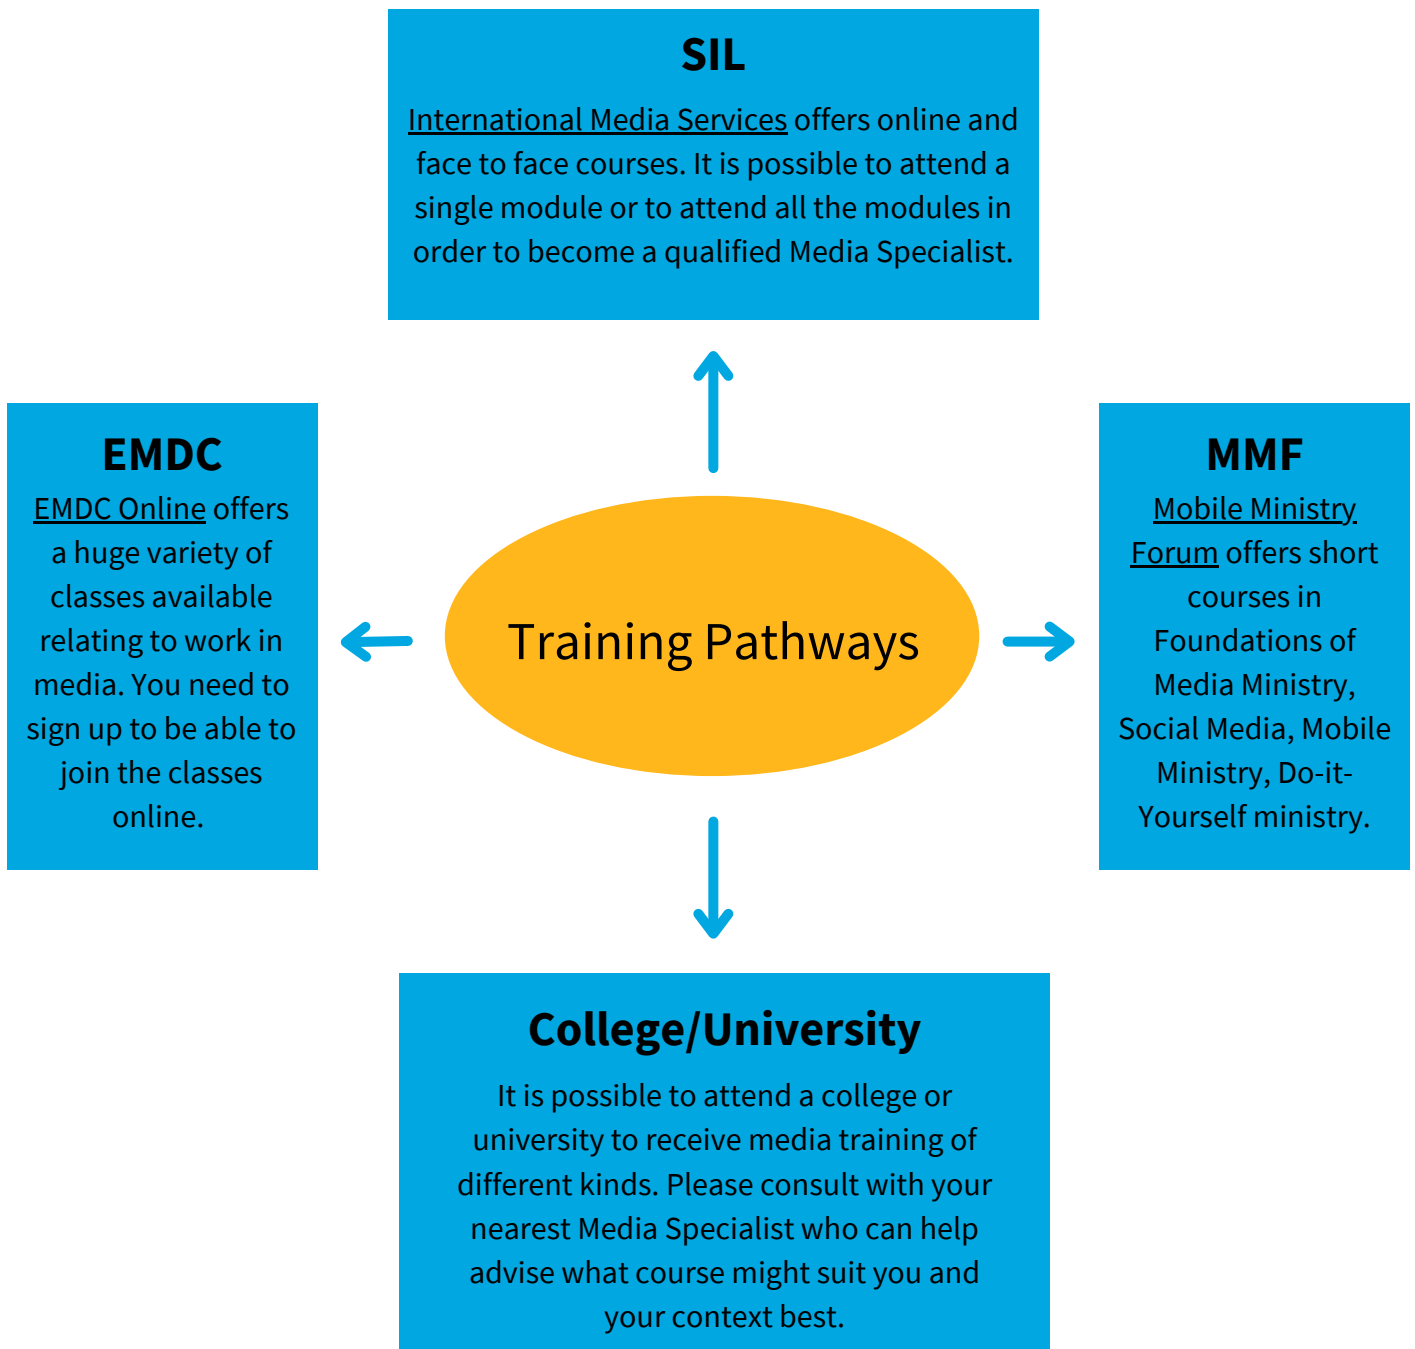 SIL
International Media Services offers online and
face to face courses. It is possible to attend a
single module or to attend all the modules in
order to become a qualified Media Specialist.
EMDC
EMDC Online offers
a huge variety of
classes available
relating to work in
media. You need to
sign up to be able to
join the classes
online.
Training Pathways
MMF
Mobile Ministry
Forum offers short
courses in
Foundations of
Media Ministry,
Social Media, Mobile
Ministry, Do-it-
Yourself ministry.
College/University
It is possible to attend a college or
university to receive media training of
different kinds. Please consult with your
nearest Media Specialist who can help
advise what course might suit you and
your context best.